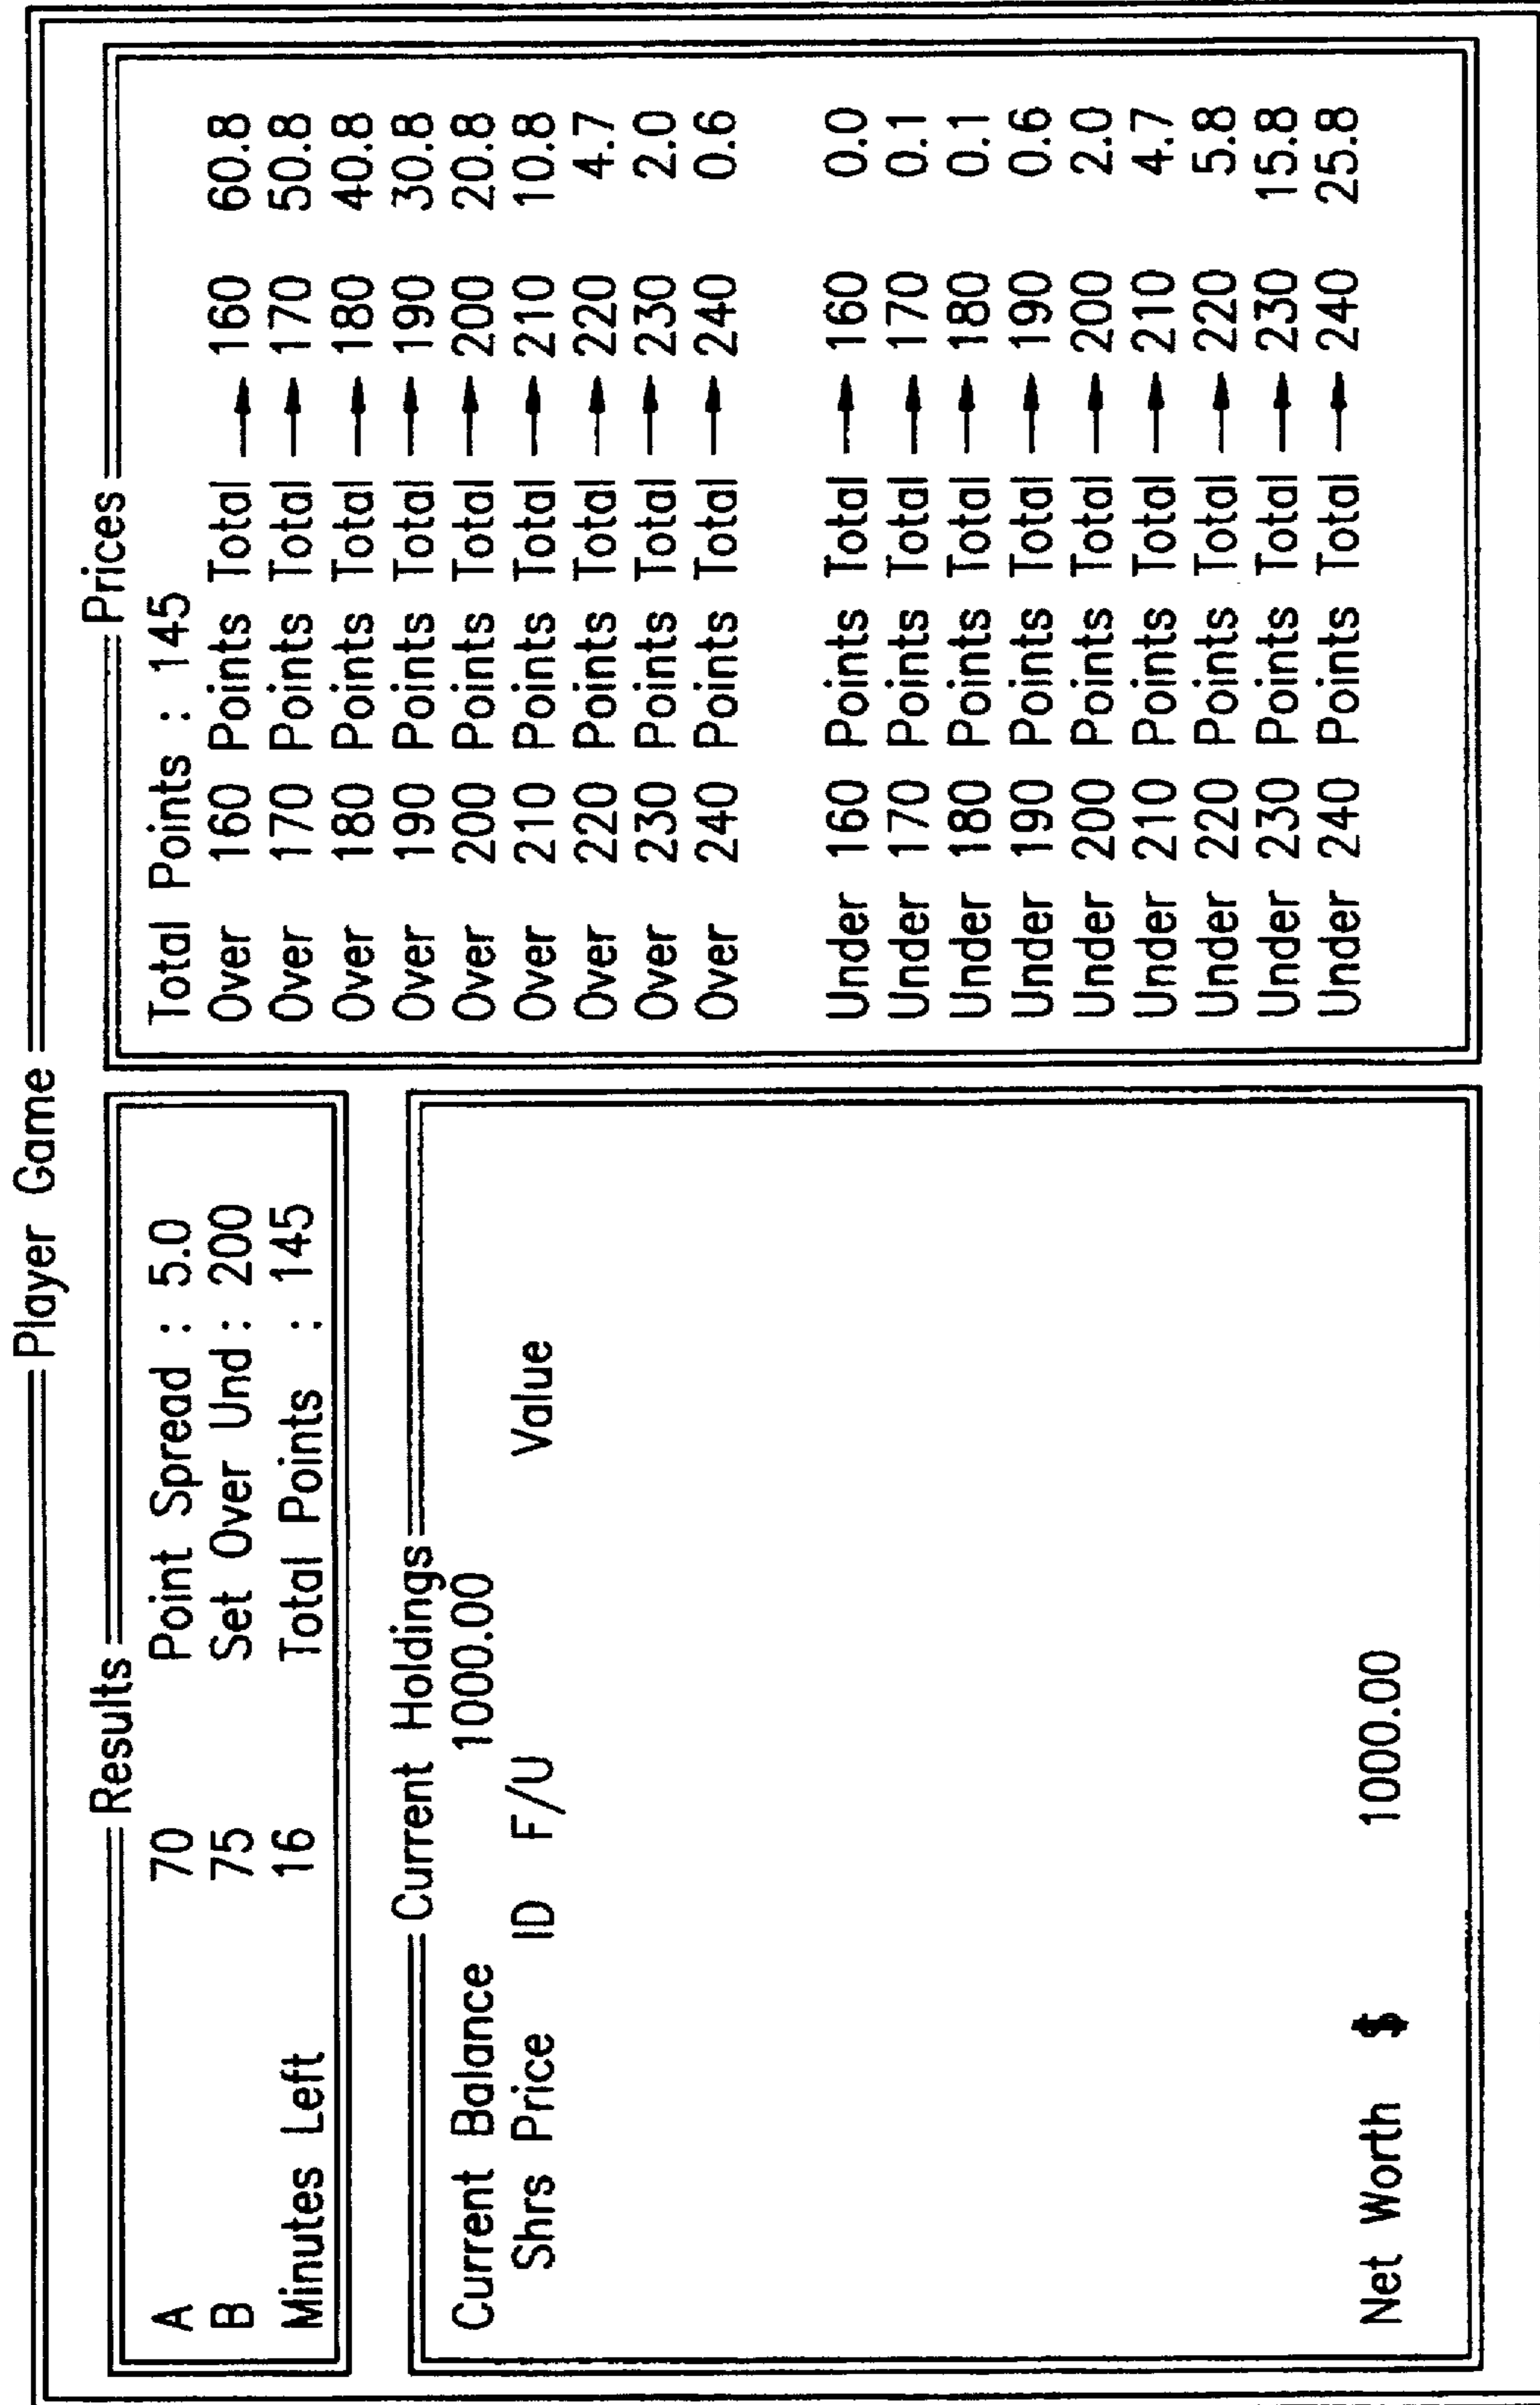 Player Game
Results
A 70 Point Spread : 5.0
B 75 Set Over Und : 200
Minutes Left 16 Total Points : 145
Current Holdings
Current Balance 1000.00
Shrs Price ID F/U Value
Net Worth $ 1000.00
Prices
Total Points : 145
Over 160 Points Total → 160 60.8
Over 170 Points Total → 170 50.8
Over 180 Points Total → 180 40.8
Over 190 Points Total → 190 30.8
Over 200 Points Total → 200 20.8
Over 210 Points Total → 210 10.8
Over 220 Points Total → 220 4.7
Over 230 Points Total → 230 2.0
Over 240 Points Total → 240 0.6
Under 160 Points Total → 160 0.0
Under 170 Points Total → 170 0.1
Under 180 Points Total → 180 0.1
Under 190 Points Total → 190 0.6
Under 200 Points Total → 200 2.0
Under 210 Points Total → 210 4.7
Under 220 Points Total → 220 5.8
Under 230 Points Total → 230 15.8
Under 240 Points Total → 240 25.8